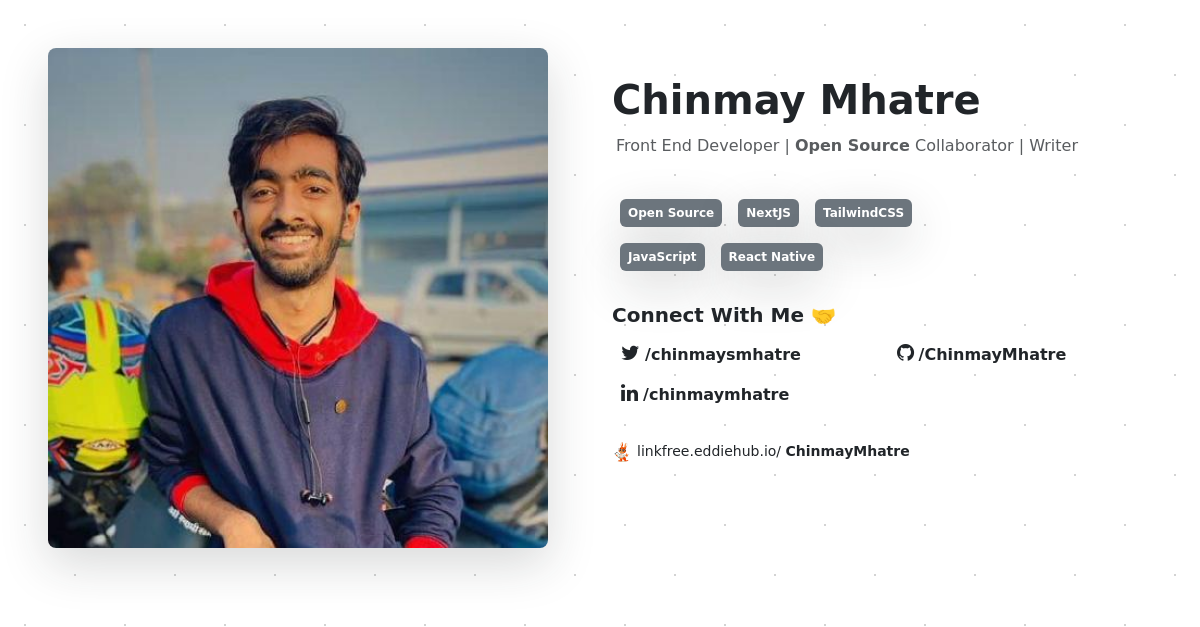 Chinmay Mhatre
Front End Developer | Open Source Collaborator | Writer
Open Source NextJS TailwindCSS
JavaScript React Native
Connect With Me 🤝
/chinmaysmhatre /ChinmayMhatre
/chinmaymhatre
linkfree.eddiehub.io/ ChinmayMhatre